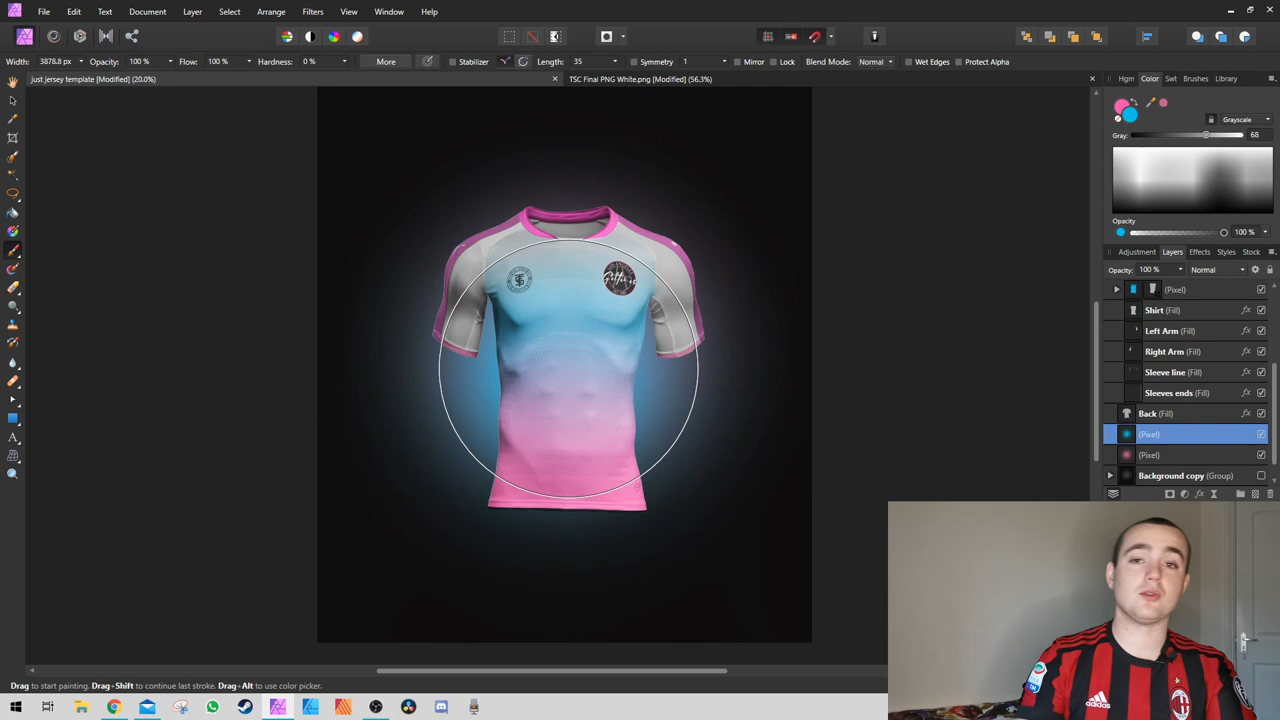 File Edit Text Document Layer Select Arrange Filters View Window Help
Width: 3878.8 px Opacity: 100 % Flow: 100 % Hardness: 0 % More Stabilizer Length: 35 Symmetry 1 Mirror Lock Blend Mode: Normal Wet Edges Protect Alpha
just jersey template [Modified] (20.0%)
TSC Final PNG White.png [Modified] (56.3%)
Hgm Color Swt Brushes Library
Grayscale
Gray: 68
Opacity
100 %
Adjustment Layers Effects Styles Stock
Opacity: 100 % Normal
(Pixel)
Shirt (Fill)
Left Arm (Fill)
Right Arm (Fill)
Sleeve line (Fill)
Sleeves ends (Fill)
Back (Fill)
(Pixel)
(Pixel)
Background copy (Group)
adidas
Drag to start painting. Drag+Shift to continue last stroke. Drag+Alt to use color picker.